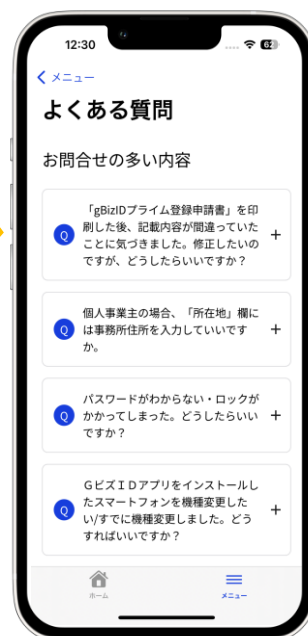 12:30
メニュー
よくある質問
お問合せの多い内容
Q
「gBizIDプライム登録申請書」を印
刷した後、記載内容が間違っていた
ことに気づきました。修正したいの
ですが、どうしたらいいですか？
Q
個人事業主の場合、「所在地」欄に
は事務所住所を入力していいです
か。
Q
パスワードがわからない・ロックが
かかってしまった。どうしたらいい
ですか？
Q
ＧビズＩＤアプリをインストールし
たスマートフォンを機種変更した
い/すでに機種変更しました。どう
すればいいですか？
ホーム
メニュー